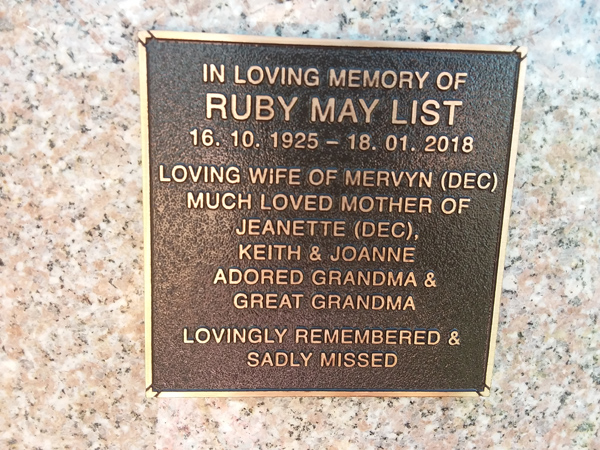 IN LOVING MEMORY OF
RUBY MAY LIST
16. 10. 1925 – 18. 01. 2018
LOVING WIFE OF MERVYN (DEC)
MUCH LOVED MOTHER OF
JEANETTE (DEC),
KEITH & JOANNE
ADORED GRANDMA &
GREAT GRANDMA
LOVINGLY REMEMBERED &
SADLY MISSED